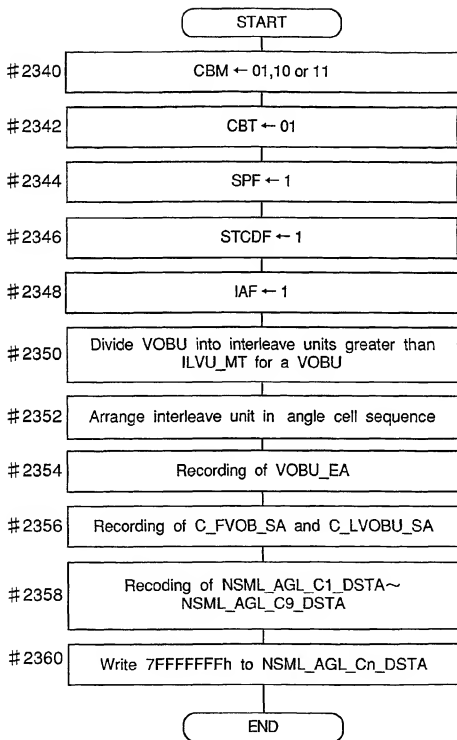 START
#2340
CBM ← 01,10 or 11
#2342
CBT ← 01
#2344
SPF ← 1
#2346
STCDF ← 1
#2348
IAF ← 1
#2350
Divide VOBU into interleave units greater than
ILVU_MT for a VOBU
#2352
Arrange interleave unit in angle cell sequence
#2354
Recording of VOBU_EA
#2356
Recording of C_FVOB_SA and C_LVOBU_SA
#2358
Recoding of NSML_AGL_C1_DSTA~
NSML_AGL_C9_DSTA
#2360
Write 7FFFFFFFh to NSML_AGL_Cn_DSTA
END